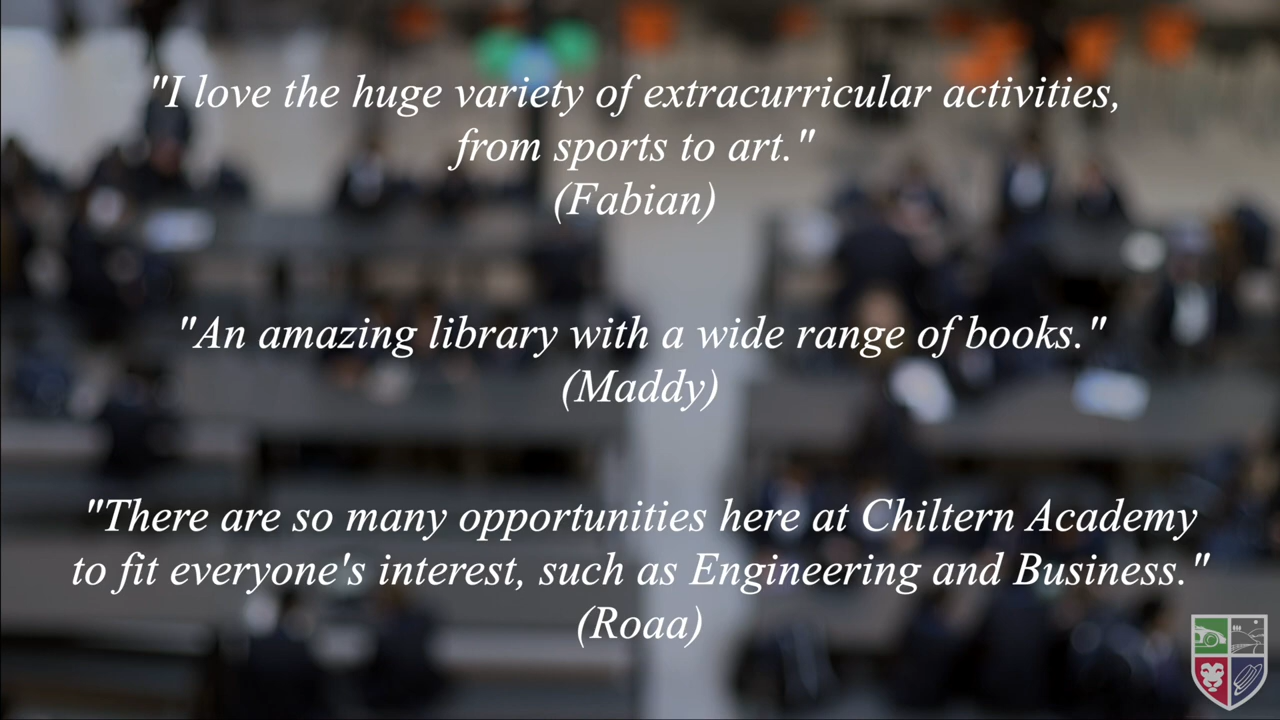 "I love the huge variety of extracurricular activities,
from sports to art."
(Fabian)
"An amazing library with a wide range of books."
(Maddy)
"There are so many opportunities here at Chiltern Academy
to fit everyone's interest, such as Engineering and Business."
(Roaa)